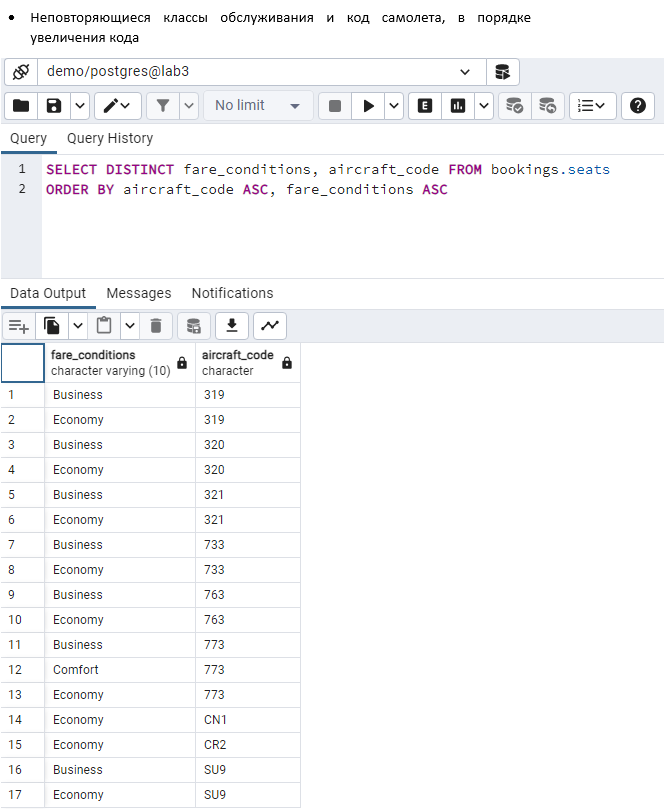 • Неповторяющиеся классы обслуживания и код самолета, в порядке
увеличения кода
demo/postgres@lab3
No limit
E
Query Query History
1 SELECT DISTINCT fare_conditions, aircraft_code FROM bookings.seats
2 ORDER BY aircraft_code ASC, fare_conditions ASC
Data Output Messages Notifications
fare_conditions aircraft_code
character varying (10) character
1 Business 319
2 Economy 319
3 Business 320
4 Economy 320
5 Business 321
6 Economy 321
7 Business 733
8 Economy 733
9 Business 763
10 Economy 763
11 Business 773
12 Comfort 773
13 Economy 773
14 Economy CN1
15 Economy CR2
16 Business SU9
17 Economy SU9